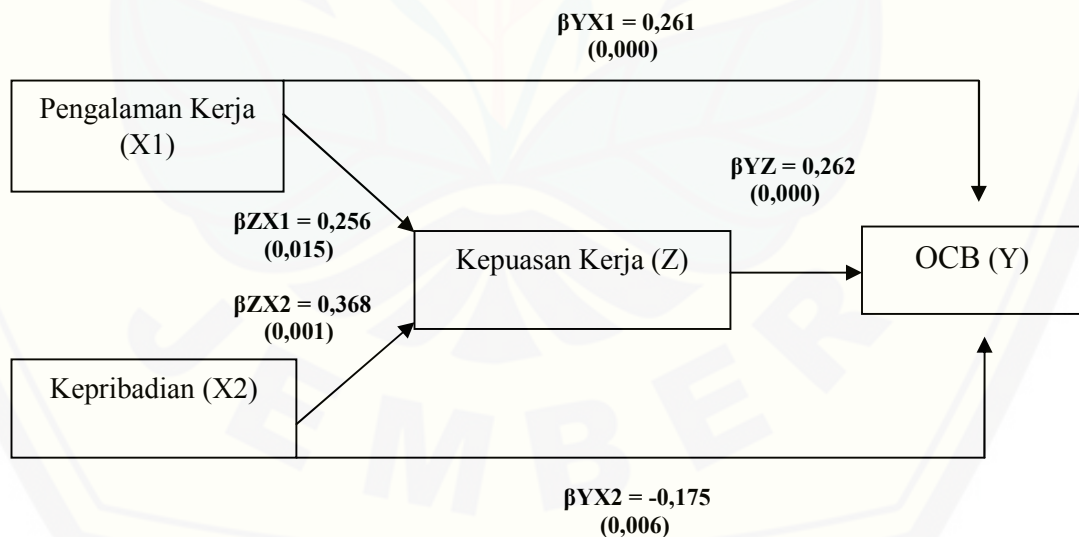 βYX1 = 0,261
(0,000)
Pengalaman Kerja
(X1)
βYZ = 0,262
(0,000)
βZX1 = 0,256
(0,015)
Kepuasan Kerja (Z)
OCB (Y)
βZX2 = 0,368
(0,001)
Kepribadian (X2)
JEMBER
βYX2 = -0,175
(0,006)